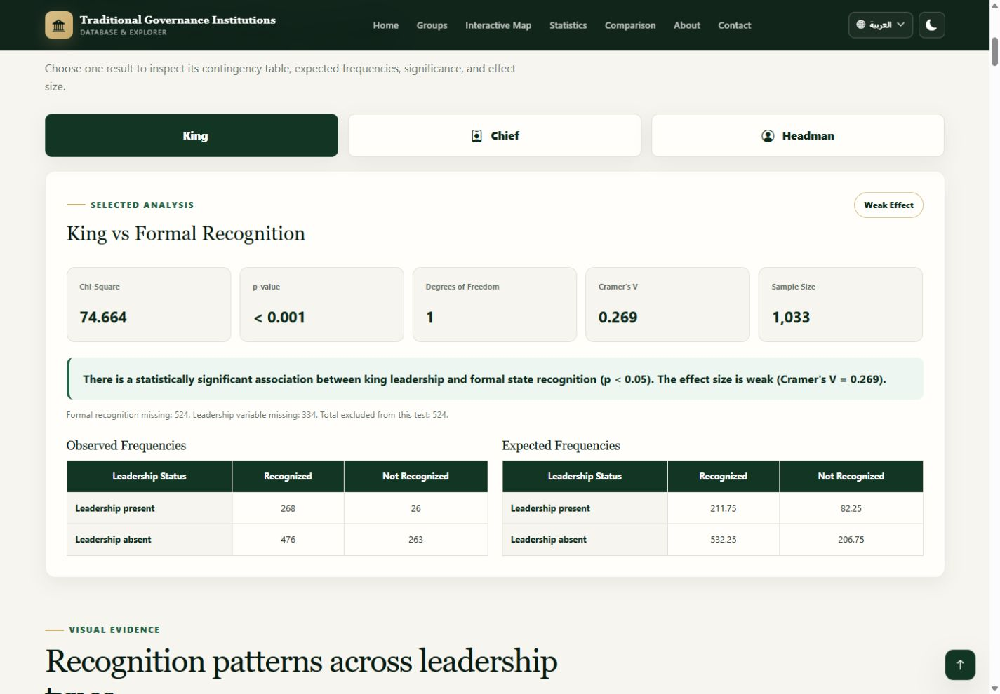 Traditional Governance Institutions
DATABASE & EXPLORER
Home Groups Interactive Map Statistics Comparison About Contact
العربية
Choose one result to inspect its contingency table, expected frequencies, significance, and effect
size.
King
Chief
Headman
SELECTED ANALYSIS
Weak Effect
King vs Formal Recognition
Chi-Square
74.664
p-value
< 0.001
Degrees of Freedom
1
Cramer's V
0.269
Sample Size
1,033
There is a statistically significant association between king leadership and formal state recognition (p < 0.05). The effect size is weak (Cramer's V = 0.269).
Formal recognition missing: 524. Leadership variable missing: 334. Total excluded from this test: 524.
Observed Frequencies
Leadership Status Recognized Not Recognized
Leadership present 268 26
Leadership absent 476 263
Expected Frequencies
Leadership Status Recognized Not Recognized
Leadership present 211.75 82.25
Leadership absent 532.25 206.75
VISUAL EVIDENCE
Recognition patterns across leadership
types